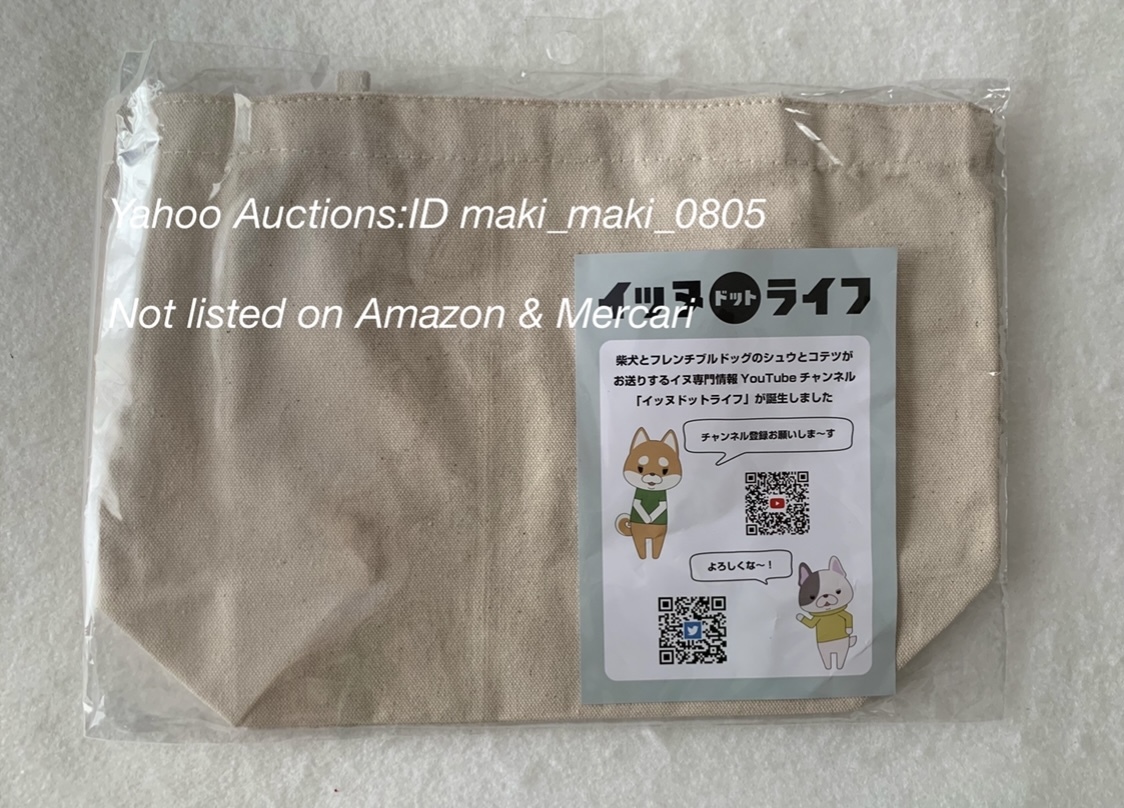 Yahoo Auctions:ID maki_maki_0805
Not listed on Amazon & Mercari
イッヌ ドット ライフ
柴犬とフレンチブルドッグのシュウとコテツが
お送りするイヌ専門情報 YouTube チャンネル
「イッヌドットライフ」が誕生しました
チャンネル登録お願いしま〜す
よろしくな〜！